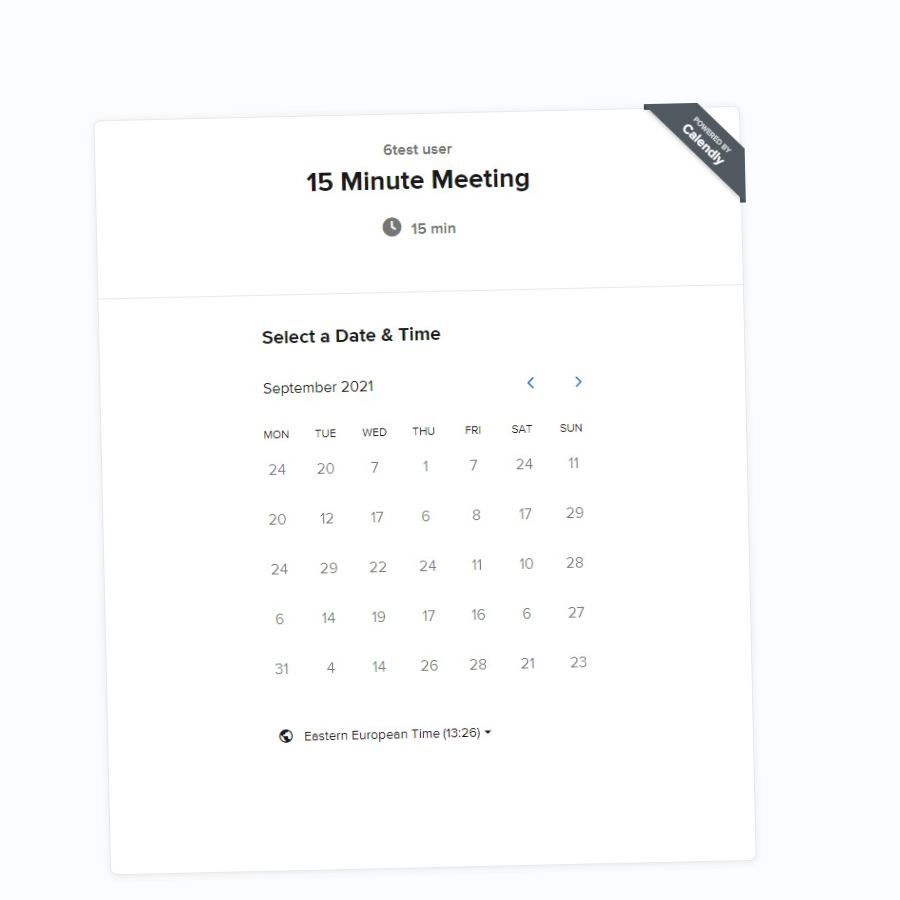 POWERED BY
Calendly
6test user
15 Minute Meeting
15 min
Select a Date & Time
September 2021
MON TUE WED THU FRI SAT SUN
24 20 7 1 7 24 11
20 12 17 6 8 17 29
24 29 22 24 11 10 28
6 14 19 17 16 6 27
31 4 14 26 28 21 23
Eastern European Time (13:26)